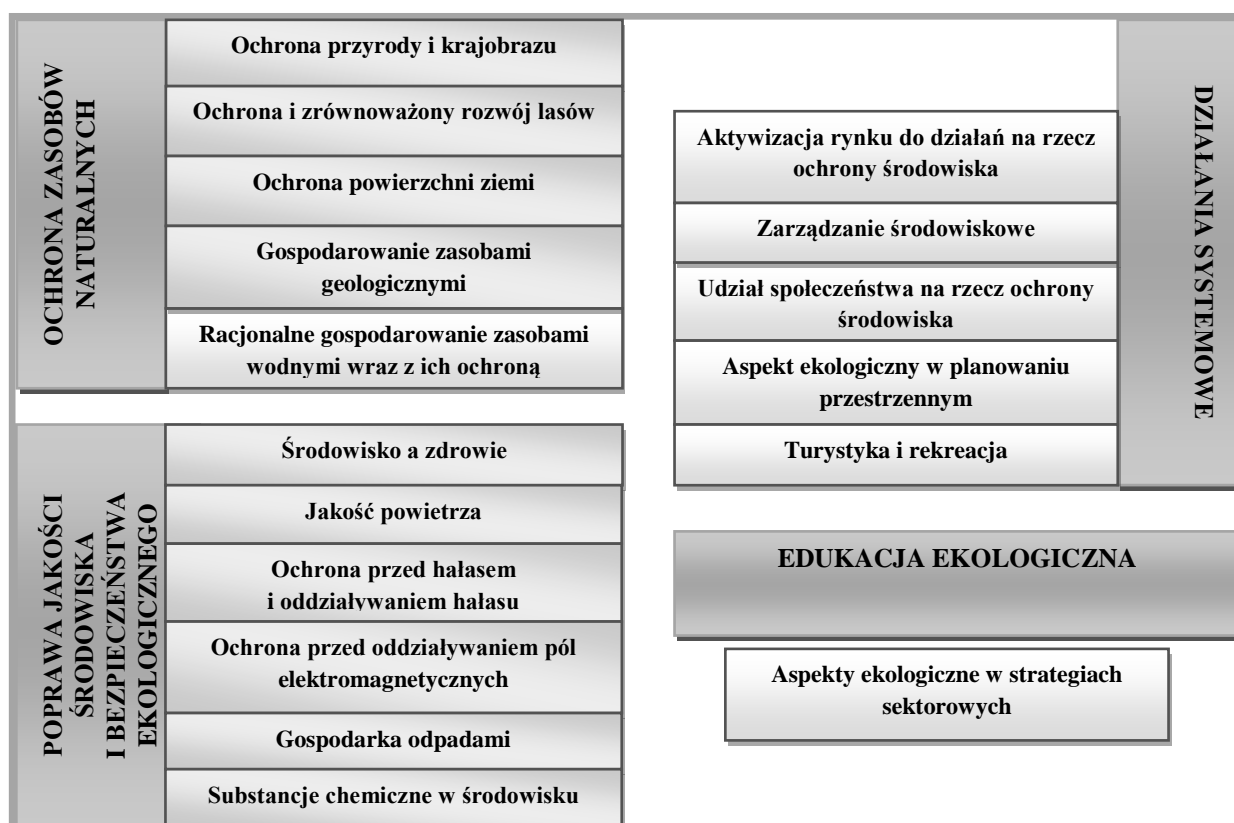 OCHRONA ZASOBÓW
NATURALNYCH
Ochrona przyrody i krajobrazu
Ochrona i zrównoważony rozwój lasów
Ochrona powierzchni ziemi
Gospodarowanie zasobami
geologicznymi
Racjonalne gospodarowanie zasobami
wodnymi wraz z ich ochroną
POPRAWA JAKOŚCI
ŚRODOWISKA
I BEZPIECZEŃSTWA
EKOLOGICZNEGO
Środowisko a zdrowie
Jakość powietrza
Ochrona przed hałasem
i oddziaływaniem hałasu
Ochrona przed oddziaływaniem pól
elektromagnetycznych
Gospodarka odpadami
Substancje chemiczne w środowisku
DZIAŁANIA SYSTEMOWE
Aktywizacja rynku do działań na rzecz
ochrony środowiska
Zarządzanie środowiskowe
Udział społeczeństwa na rzecz ochrony
środowiska
Aspekt ekologiczny w planowaniu
przestrzennym
Turystyka i rekreacja
EDUKACJA EKOLOGICZNA
Aspekty ekologiczne w strategiach
sektorowych